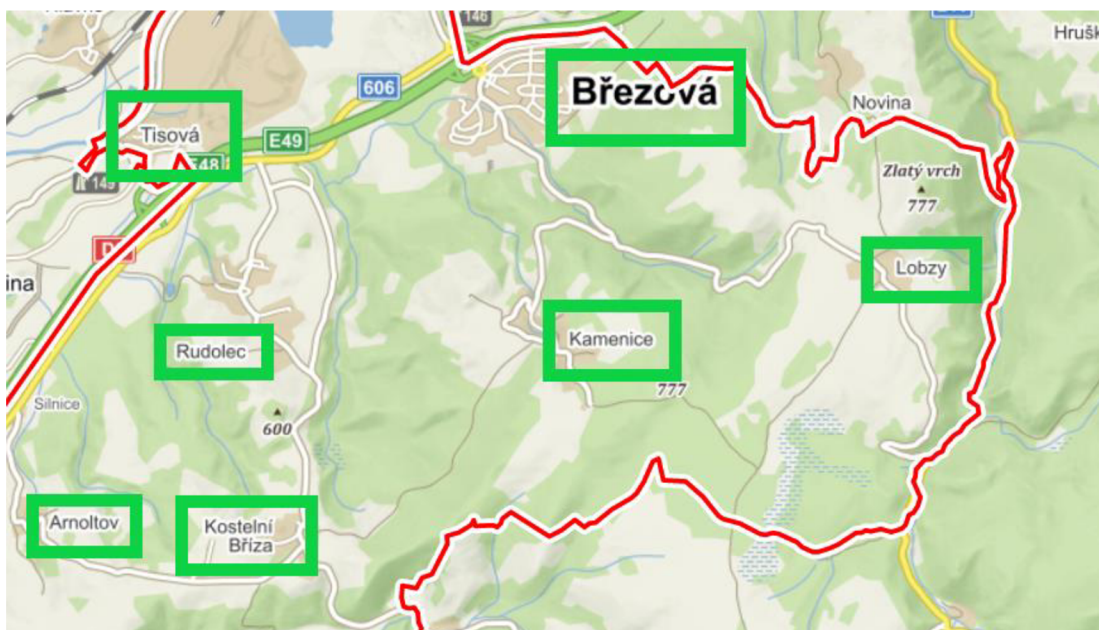 146
Hrušk
606
Březová
Novina
Tisová
E49
E48
149
Zlatý vrch
777
Lobzy
ina
Kamenice
Rudolec
777
Silnice
600
Arnoltov
Kostelní
Bříza